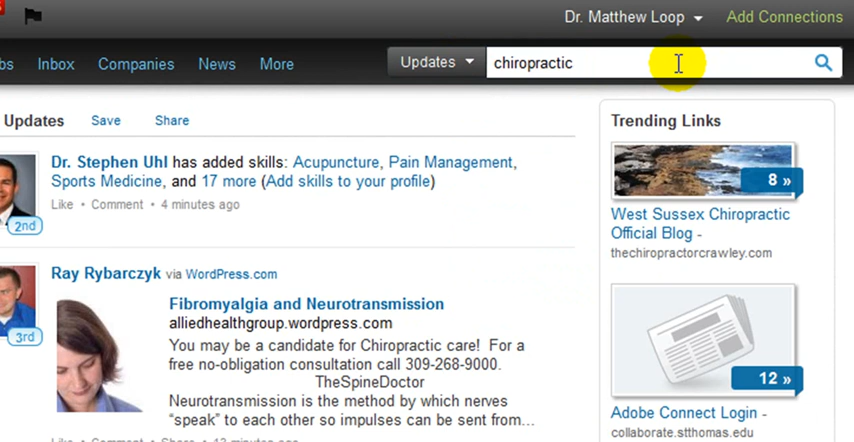 Dr. Matthew Loop Add Connections
Inbox Companies News More Updates chiropractic
Updates Save Share
Trending Links
Dr. Stephen Uhl has added skills: Acupuncture, Pain Management,
Sports Medicine, and 17 more (Add skills to your profile)
Like • Comment • 4 minutes ago
2nd
8 »
West Sussex Chiropractic
Official Blog -
thechiropractorcrawley.com
Ray Rybarczyk via WordPress.com
3rd
Fibromyalgia and Neurotransmission
alliedhealthgroup.wordpress.com
You may be a candidate for Chiropractic care! For a
free no-obligation consultation call 309-268-9000.
TheSpineDoctor
Neurotransmission is the method by which nerves
“speak” to each other so impulses can be sent from...
12 »
Adobe Connect Login -
collaborate.stthomas.edu